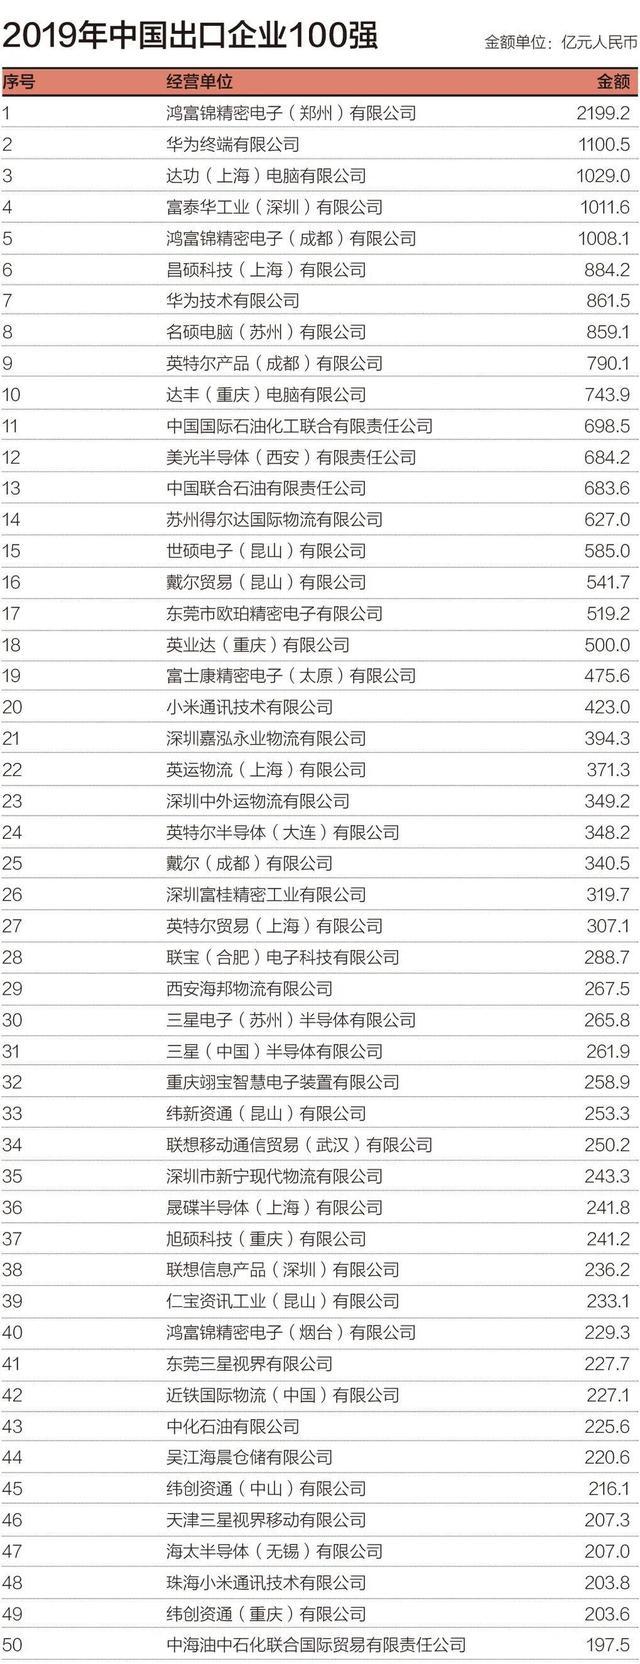 2019年中国出口企业100强
金额单位：亿元人民币
序号 经营单位 金额
1 鸿富锦精密电子（郑州）有限公司 2199.2
2 华为终端有限公司 1100.5
3 达功（上海）电脑有限公司 1029.0
4 富泰华工业（深圳）有限公司 1011.6
5 鸿富锦精密电子（成都）有限公司 1008.1
6 昌硕科技（上海）有限公司 884.2
7 华为技术有限公司 861.5
8 名硕电脑（苏州）有限公司 859.1
9 英特尔产品（成都）有限公司 790.1
10 达丰（重庆）电脑有限公司 743.9
11 中国国际石油化工联合有限责任公司 698.5
12 美光半导体（西安）有限责任公司 684.2
13 中国联合石油有限责任公司 683.6
14 苏州得尔达国际物流有限公司 627.0
15 世硕电子（昆山）有限公司 585.0
16 戴尔贸易（昆山）有限公司 541.7
17 东莞市欧珀精密电子有限公司 519.2
18 英业达（重庆）有限公司 500.0
19 富士康精密电子（太原）有限公司 475.6
20 小米通讯技术有限公司 423.0
21 深圳嘉泓永业物流有限公司 394.3
22 英运物流（上海）有限公司 371.3
23 深圳中外运物流有限公司 349.2
24 英特尔半导体（大连）有限公司 348.2
25 戴尔（成都）有限公司 340.5
26 深圳富桂精密工业有限公司 319.7
27 英特尔贸易（上海）有限公司 307.1
28 联宝（合肥）电子科技有限公司 288.7
29 西安海邦物流有限公司 267.5
30 三星电子（苏州）半导体有限公司 265.8
31 三星（中国）半导体有限公司 261.9
32 重庆翊宝智慧电子装置有限公司 258.9
33 纬新资通（昆山）有限公司 253.3
34 联想移动通信贸易（武汉）有限公司 250.2
35 深圳市新宁现代物流有限公司 243.3
36 晟碟半导体（上海）有限公司 241.8
37 旭硕科技（重庆）有限公司 241.2
38 联想信息产品（深圳）有限公司 236.2
39 仁宝资讯工业（昆山）有限公司 233.1
40 鸿富锦精密电子（烟台）有限公司 229.3
41 东莞三星视界有限公司 227.7
42 近铁国际物流（中国）有限公司 227.1
43 中化石油有限公司 225.6
44 吴江海晨仓储有限公司 220.6
45 纬创资通（中山）有限公司 216.1
46 天津三星视界移动有限公司 207.3
47 海太半导体（无锡）有限公司 207.0
48 珠海小米通讯技术有限公司 203.8
49 纬创资通（重庆）有限公司 203.6
50 中海油中石化联合国际贸易有限责任公司 197.5